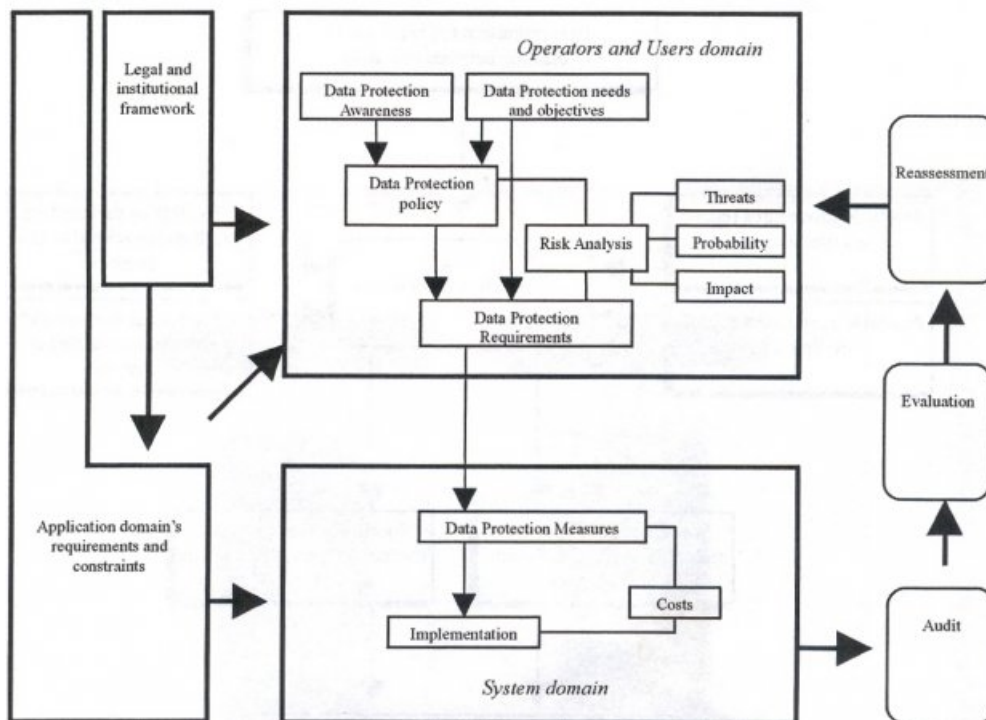 Operators and Users domain
Legal and
institutional
framework
Data Protection
Awareness
Data Protection needs
and objectives
Data Protection
policy
Threats
Risk Analysis
Probability
Impact
Data Protection
Requirements
Reassessment
Evaluation
Application domain's
requirements and
constraints
Data Protection Measures
Costs
Implementation
Audit
System domain